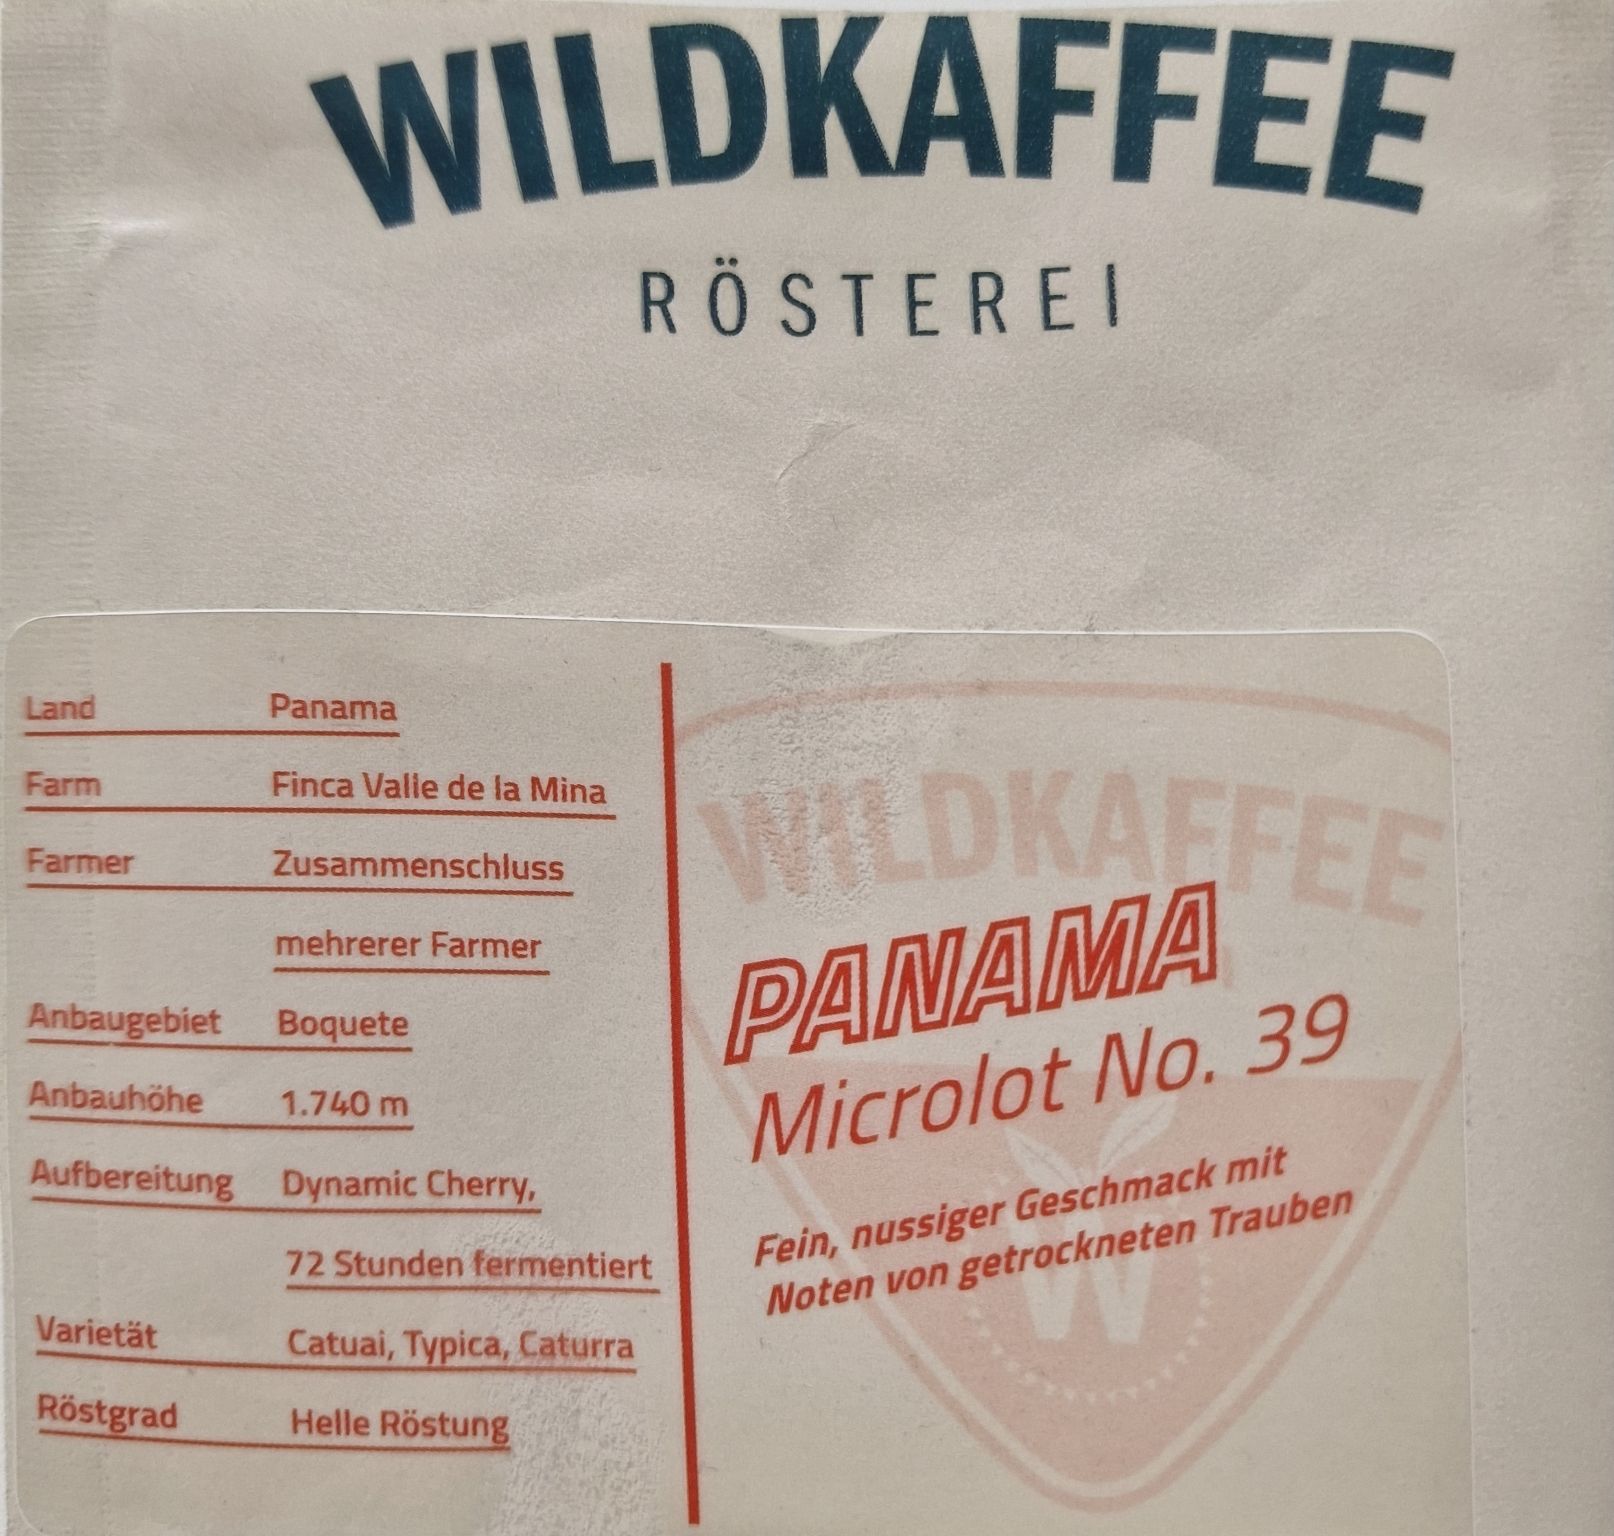 WILDKAFFEE
RÖSTEREI
Land Panama
Farm Finca Valle de la Mina
Farmer Zusammenschluss
mehrerer Farmer
Anbaugebiet Boquete
Anbauhöhe 1.740 m
Aufbereitung Dynamic Cherry,
72 Stunden fermentiert
Varietät Catuai, Typica, Caturra
Röstgrad Helle Röstung
WILDKAFFEE
PANAMA
Microlot No. 39
Fein, nussiger Geschmack mit
Noten von getrockneten Trauben
W